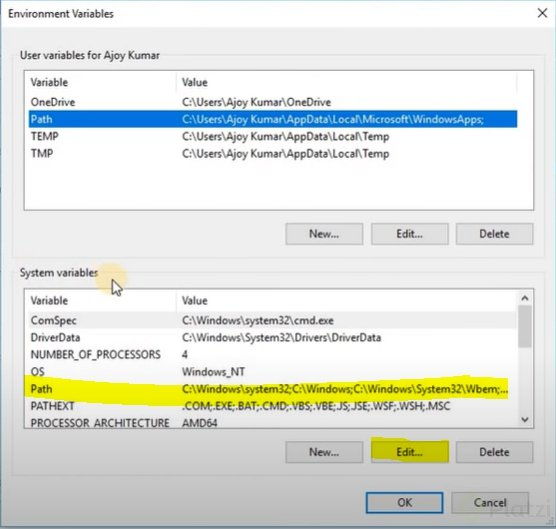 Environment Variables
User variables for Ajoy Kumar
Variable Value
OneDrive C:\Users\Ajoy Kumar\OneDrive
Path C:\Users\Ajoy Kumar\AppData\Local\Microsoft\WindowsApps;
TEMP C:\Users\Ajoy Kumar\AppData\Local\Temp
TMP C:\Users\Ajoy Kumar\AppData\Local\Temp
New... Edit... Delete
System variables
Variable Value
ComSpec C:\Windows\system32\cmd.exe
DriverData C:\Windows\System32\Drivers\DriverData
NUMBER_OF_PROCESSORS 4
OS Windows_NT
Path C:\Windows\system32;C:\Windows;C:\Windows\System32\Wbem;...
PATHEXT .COM;.EXE;.BAT;.CMD;.VBS;.VBE;.JS;.JSE;.WSF;.WSH;.MSC
PROCESSOR_ARCHITECTURE AMD64
New... Edit... Delete
OK Cancel
Platzi